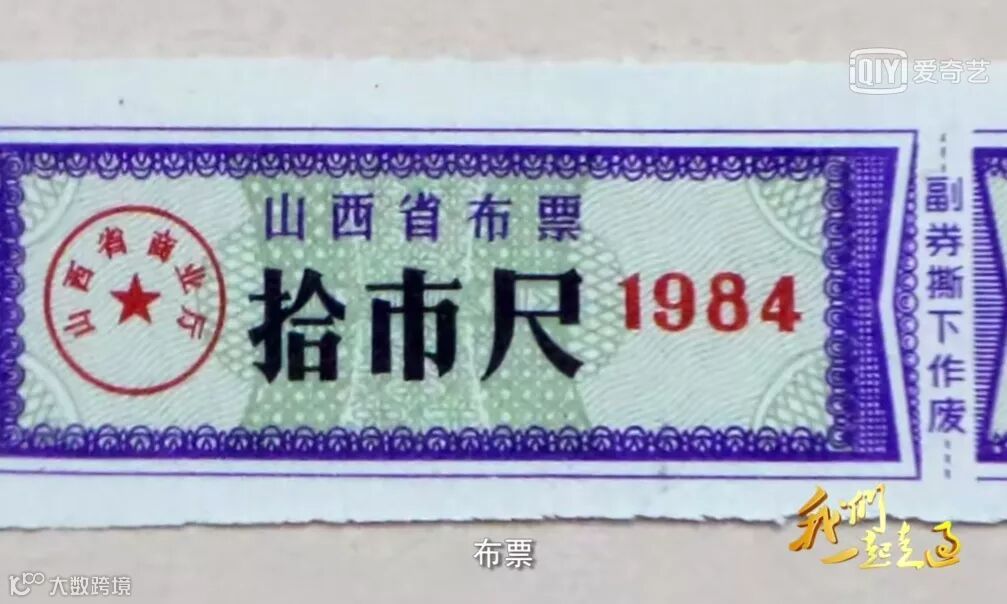 iQIYI 爱奇艺
山西省布票
山西省商业厅
拾市尺
1984
副券撕下作废
我们一起走过
布票
大数跨境